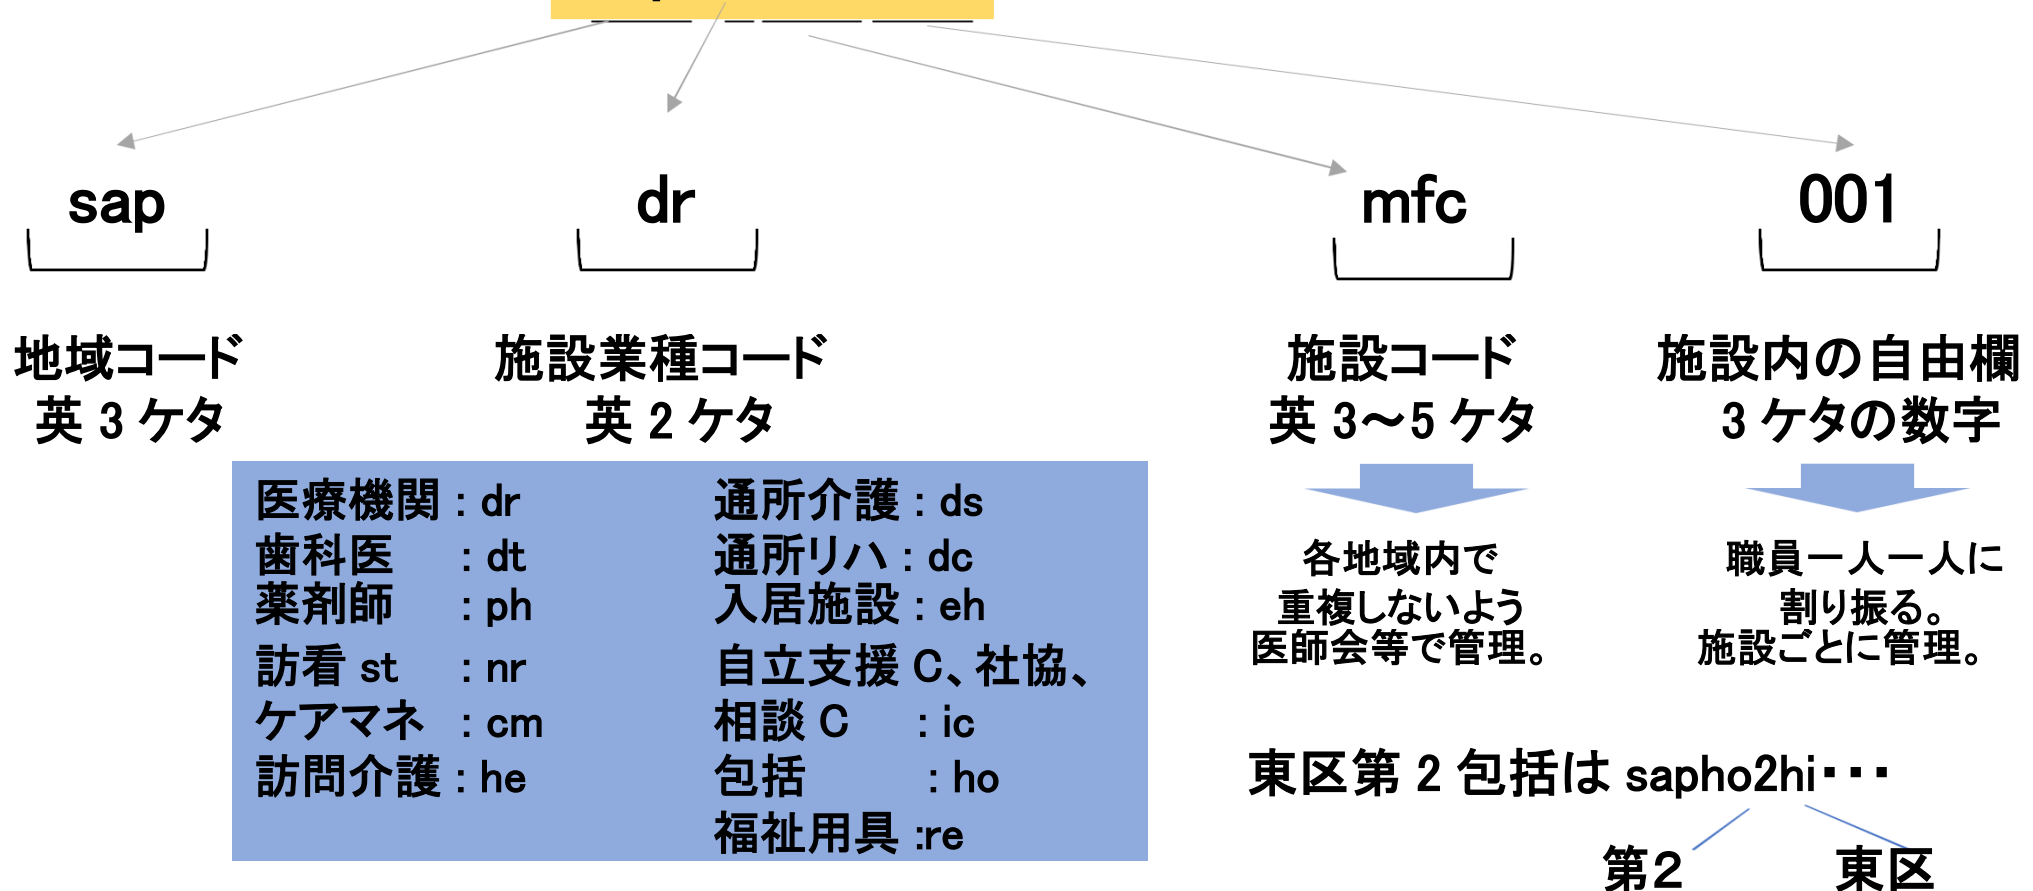 sap
dr
mfc
001
地域コード
英 3 ケタ
施設業種コード
英 2 ケタ
施設コード
英 3～5 ケタ
施設内の自由欄
3 ケタの数字
医療機関 : dr
歯科医 : dt
薬剤師 : ph
訪看 st : nr
ケアマネ : cm
訪問介護 : he
通所介護 : ds
通所リハ : dc
入居施設 : eh
自立支援 C、社協、
相談 C : ic
包括 : ho
福祉用具 :re
各地域内で
重複しないよう
医師会等で管理。
職員一人一人に
割り振る。
施設ごとに管理。
東区第 2 包括は sapho2hi・・・
第２
東区